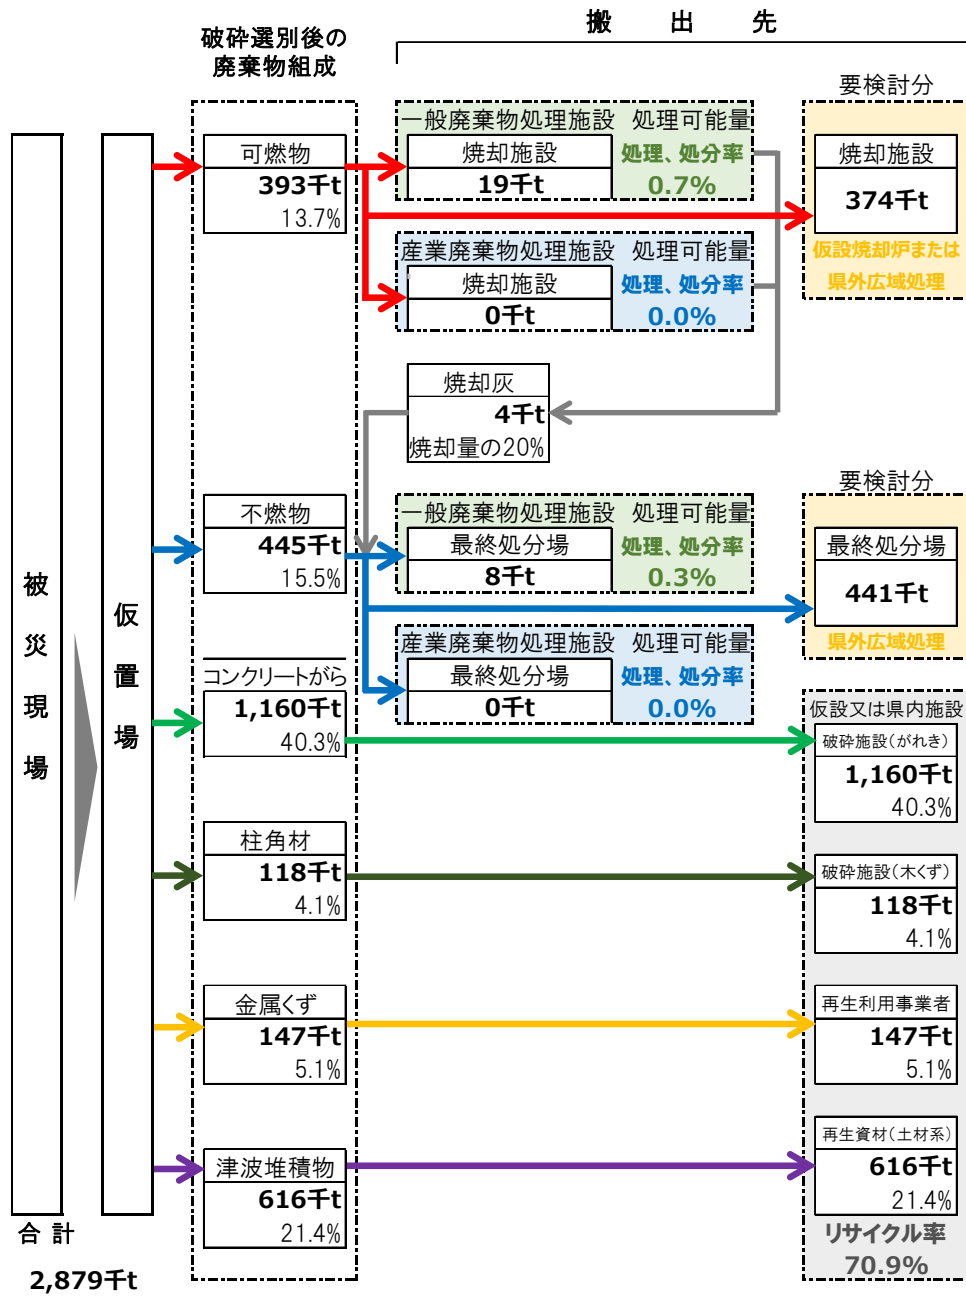 搬出先
破砕選別後の
廃棄物組成
要検討分
一般廃棄物処理施設 処理可能量
可燃物
393千t
13.7%
焼却施設
19千t
処理、処分率
0.7%
焼却施設
374千t
仮設焼却炉または
県外広域処理
産業廃棄物処理施設 処理可能量
焼却施設
0千t
処理、処分率
0.0%
焼却灰
4千t
焼却量の20%
要検討分
不燃物
445千t
15.5%
一般廃棄物処理施設 処理可能量
最終処分場
8千t
処理、処分率
0.3%
最終処分場
441千t
県外広域処理
被災現場
仮置場
産業廃棄物処理施設 処理可能量
最終処分場
0千t
処理、処分率
0.0%
コンクリートがら
1,160千t
40.3%
仮設又は県内施設
破砕施設(がれき)
1,160千t
40.3%
柱角材
118千t
4.1%
破砕施設(木くず)
118千t
4.1%
金属くず
147千t
5.1%
再生利用事業者
147千t
5.1%
津波堆積物
616千t
21.4%
再生資材(土材系)
616千t
21.4%
リサイクル率
70.9%
合計
2,879千t